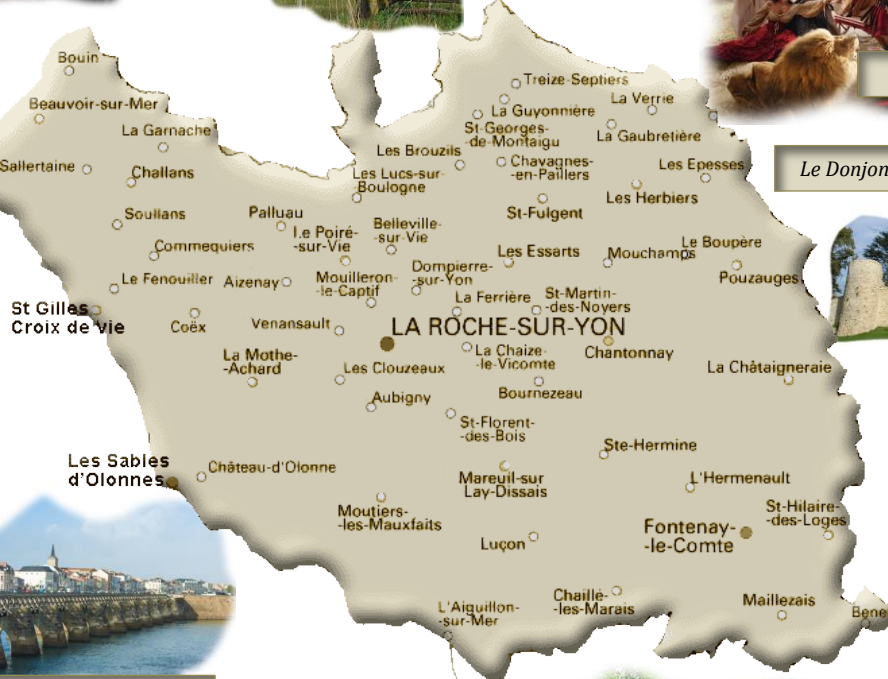 Bouin
Treize-Septiers
Beauvoir-sur-Mer
La Verrie
La Guyonnière
La Garnache
St-Georges-
-de-Montaigu
La Gaubretière
Les Brouzils
Chavagnes-
-en-Paillers
Les Epesses
Sallertaine
Challans
Les Lucs-sur-
Boulogne
Le Donjon
Les Herbiers
Soullans
Palluau
St-Fulgent
Belleville-
-sur-Vie
Le Poiré-
-sur-Vie
Commequiers
Les Essarts
Mouchamps
Le Boupère
Pouzauges
Le Fenouiller
Aizenay
Mouilleron-
-le-Captif
Dompierre-
-sur-Yon
La Ferrière
St-Martin-
-des-Noyers
St Gilles
Croix de vie
Coëx
Venansault
LA ROCHE-SUR-YON
La Mothe-
-Achard
La Chaize-
-le-Vicomte
Chantonnay
Les Clouzeaux
La Châtaigneraie
Aubigny
Bournezeau
St-Florent-
-des-Bois
Ste-Hermine
Les Sables
d'Olonnes
Château-d'Olonne
Mareuil-sur
Lay-Dissais
L'Hermenault
Moutiers-
-les-Mauxfaits
St-Hilaire-
-des-Loges
Fontenay-
-le-Comte
Luçon
Chaillé-
-les-Marais
L'Aiguillon-
-sur-Mer
Maillezais
Bene